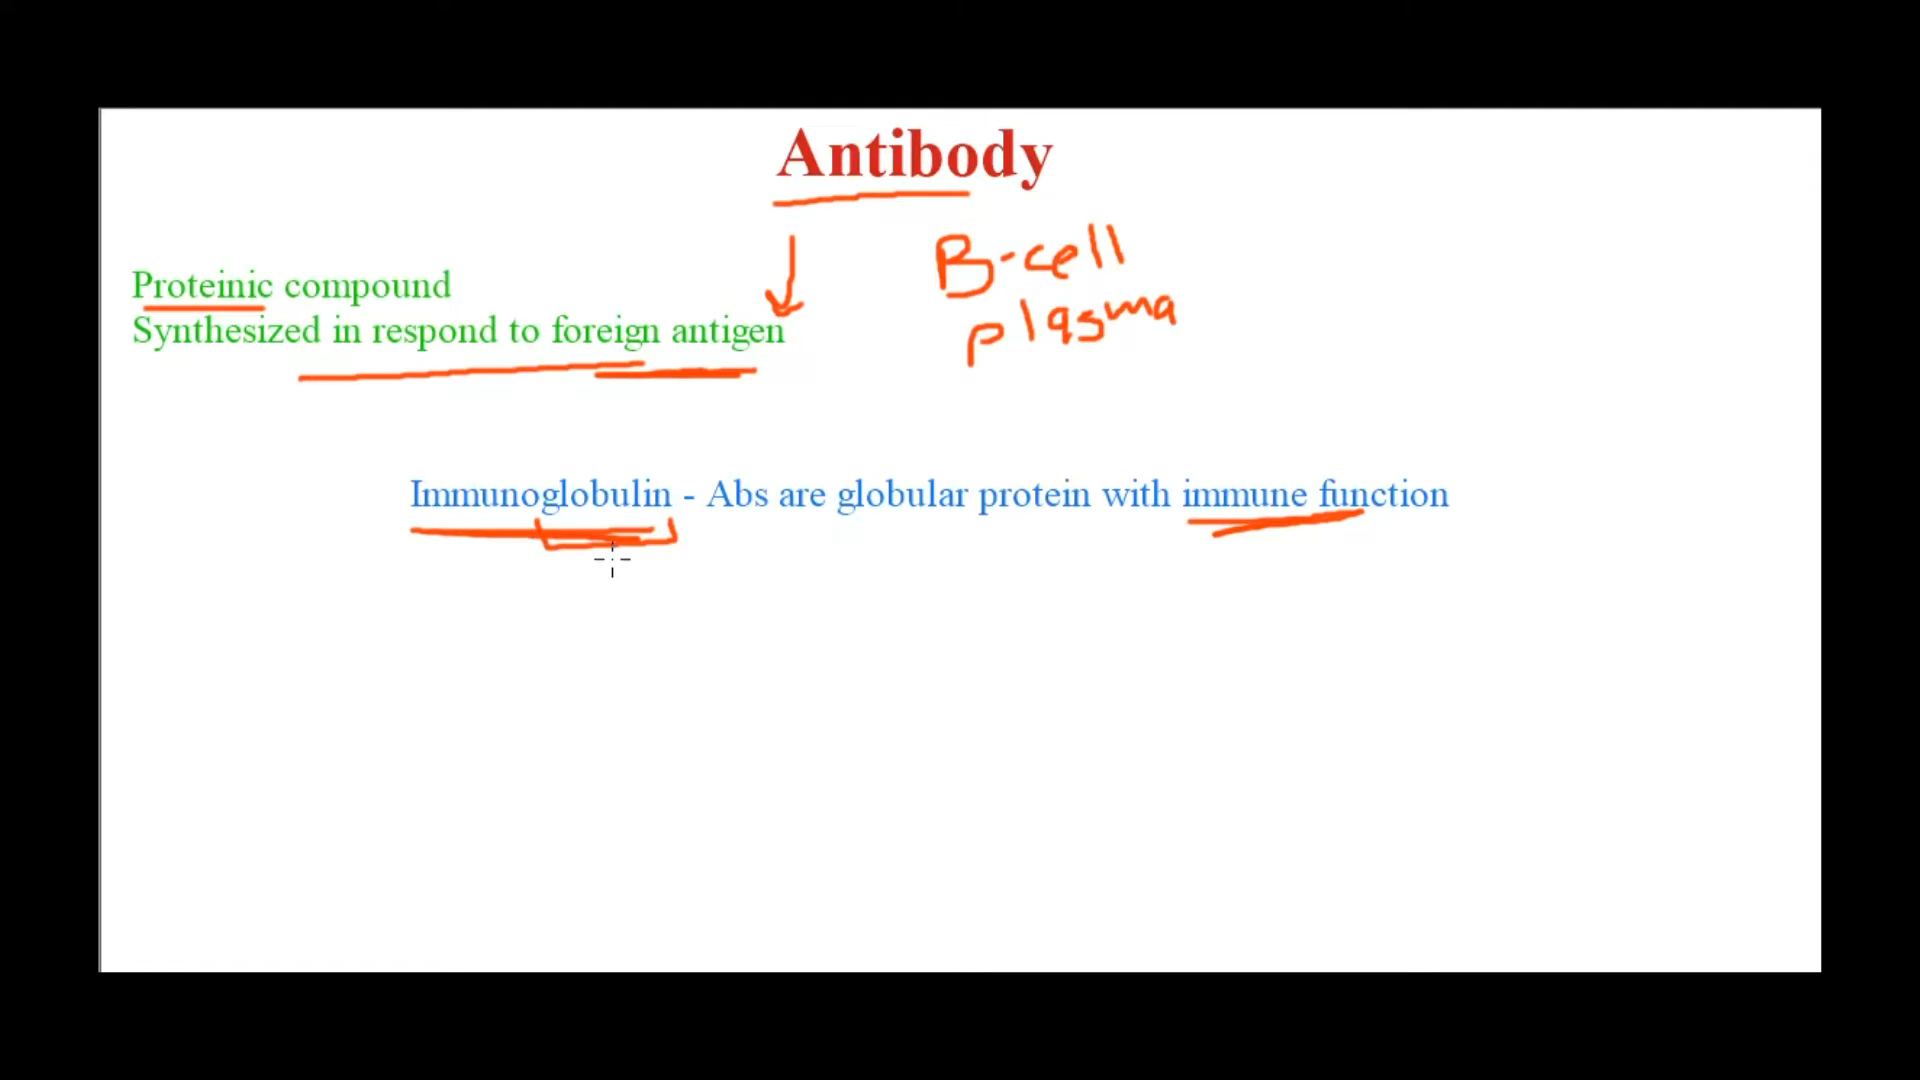 Antibody
B-cell
plasma
Proteinic compound
Synthesized in respond to foreign antigen
Immunoglobulin - Abs are globular protein with immune function